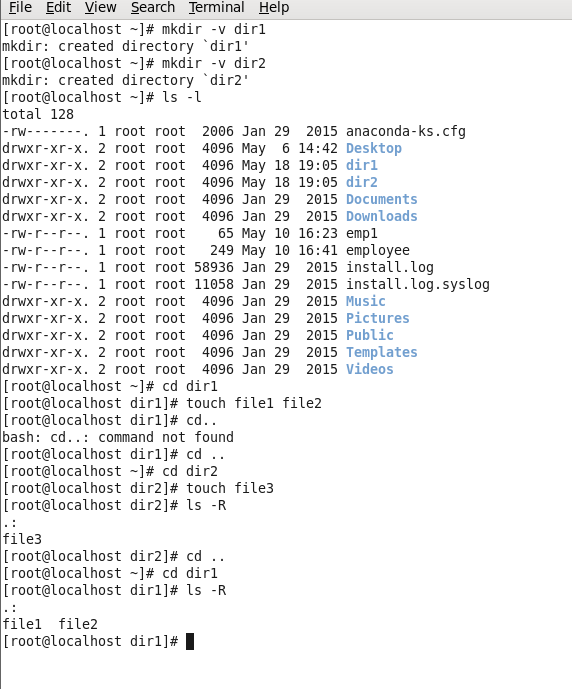 File Edit View Search Terminal Help
[root@localhost ~]# mkdir -v dir1
mkdir: created directory `dir1'
[root@localhost ~]# mkdir -v dir2
mkdir: created directory `dir2'
[root@localhost ~]# ls -l
total 128
-rw-------. 1 root root  2006 Jan 29  2015 anaconda-ks.cfg
drwxr-xr-x. 2 root root  4096 May  6 14:42 Desktop
drwxr-xr-x. 2 root root  4096 May 18 19:05 dir1
drwxr-xr-x. 2 root root  4096 May 18 19:05 dir2
drwxr-xr-x. 2 root root  4096 Jan 29  2015 Documents
drwxr-xr-x. 2 root root  4096 Jan 29  2015 Downloads
-rw-r--r--. 1 root root    65 May 10 16:23 emp1
-rw-r--r--. 1 root root   249 May 10 16:41 employee
-rw-r--r--. 1 root root 58936 Jan 29  2015 install.log
-rw-r--r--. 1 root root 11058 Jan 29  2015 install.log.syslog
drwxr-xr-x. 2 root root  4096 Jan 29  2015 Music
drwxr-xr-x. 2 root root  4096 Jan 29  2015 Pictures
drwxr-xr-x. 2 root root  4096 Jan 29  2015 Public
drwxr-xr-x. 2 root root  4096 Jan 29  2015 Templates
drwxr-xr-x. 2 root root  4096 Jan 29  2015 Videos
[root@localhost ~]# cd dir1
[root@localhost dir1]# touch file1 file2
[root@localhost dir1]# cd..
bash: cd..: command not found
[root@localhost dir1]# cd ..
[root@localhost ~]# cd dir2
[root@localhost dir2]# touch file3
[root@localhost dir2]# ls -R
.:
file3
[root@localhost dir2]# cd ..
[root@localhost ~]# cd dir1
[root@localhost dir1]# ls -R
.:
file1  file2
[root@localhost dir1]#